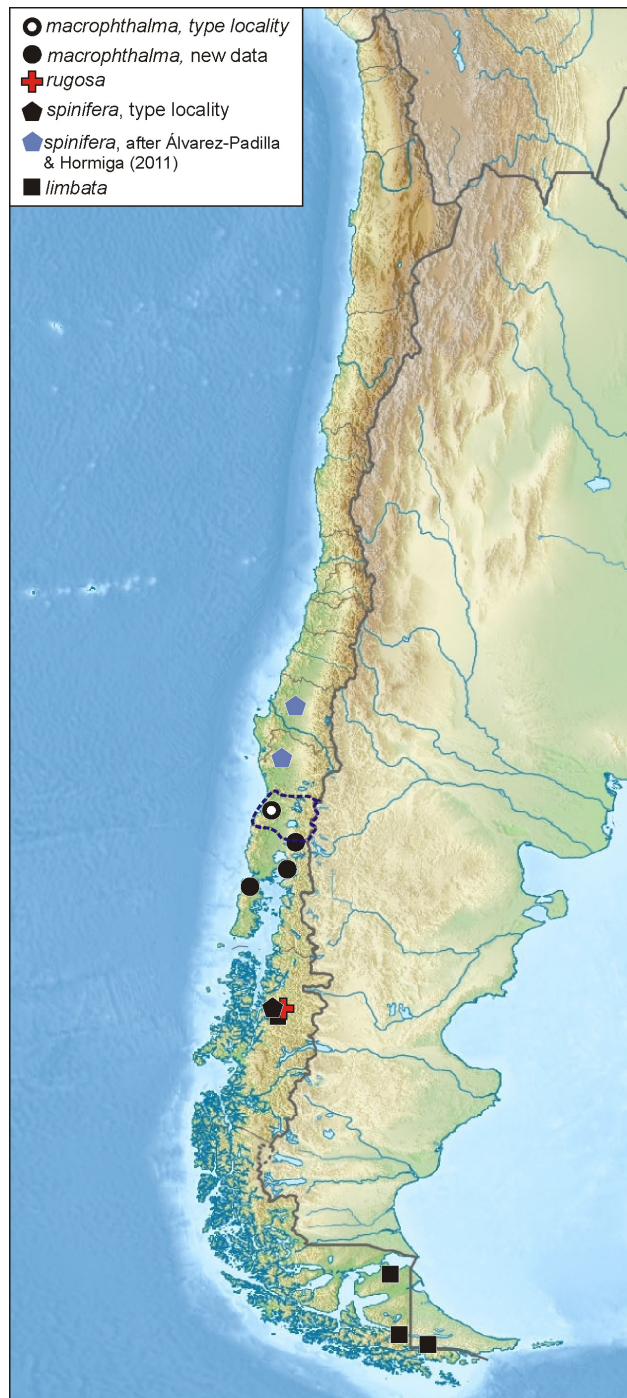 macrophthalma, type locality
macrophthalma, new data
rugosa
spinifera, type locality
spinifera, after Álvarez-Padilla
& Hormiga (2011)
limbata